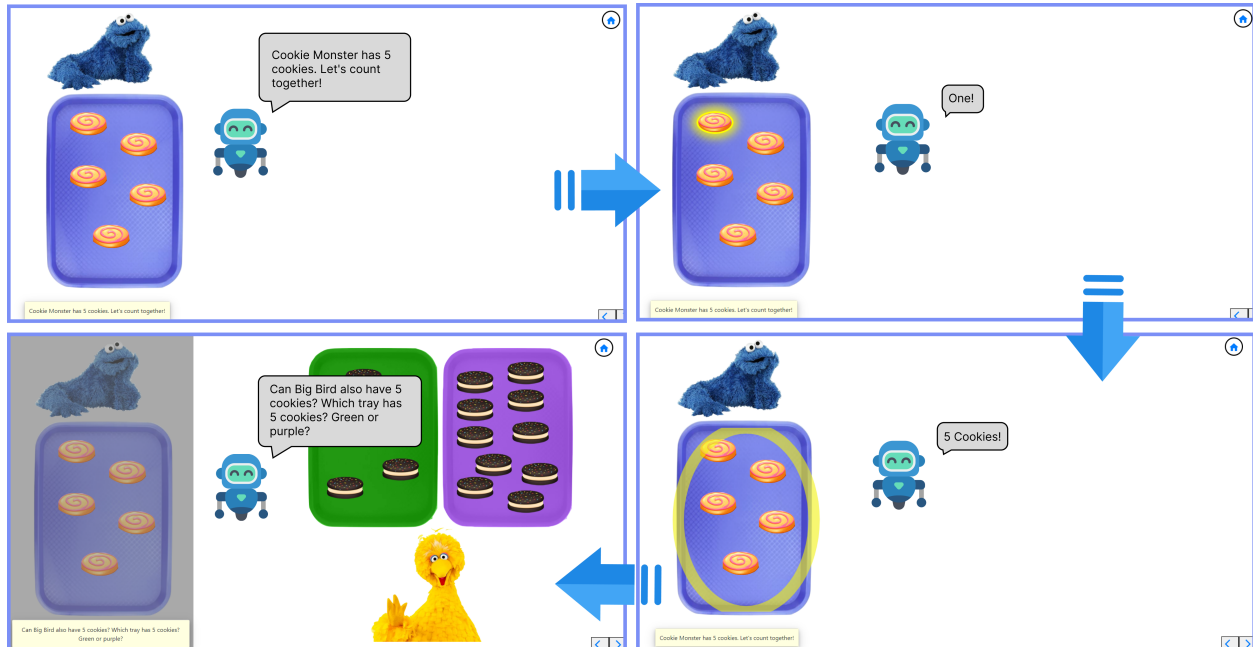 Cookie Monster has 5
cookies. Let's count
together!
Cookie Monster has 5 cookies. Let's count together!
One!
Cookie Monster has 5 cookies. Let's count together!
5 Cookies!
Cookie Monster has 5 cookies. Let's count together!
Can Big Bird also have 5
cookies? Which tray has
5 cookies? Green or
purple?
Can Big Bird also have 5 cookies? Which tray has 5 cookies?
Green or purple?